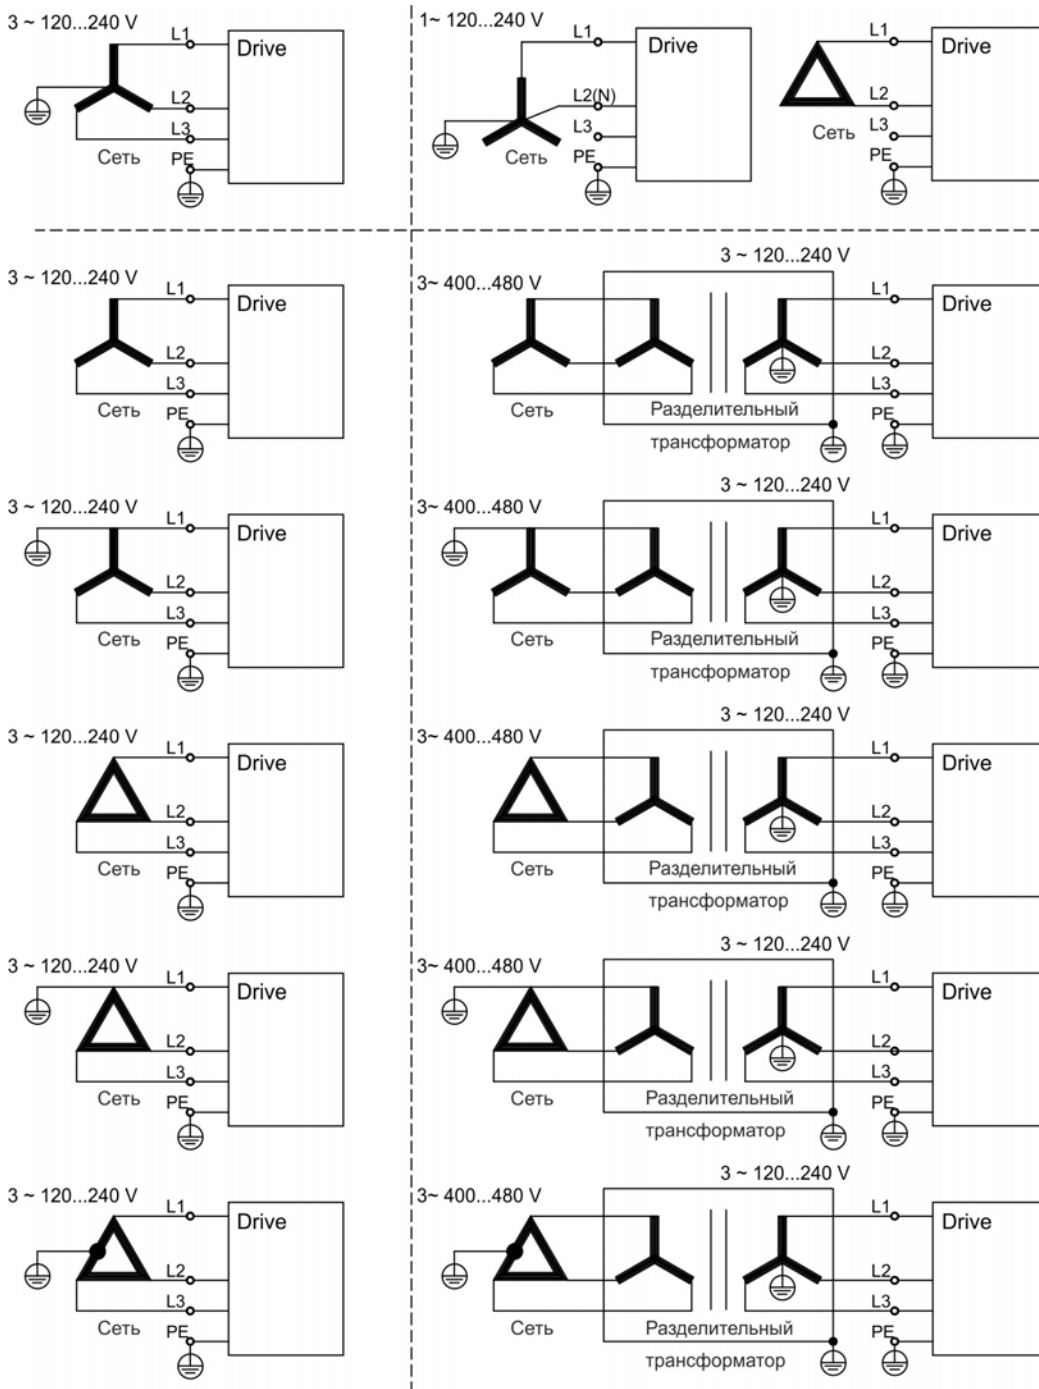 3 ~ 120...240 V
L1
Drive
L2
L3
Сеть
PE
1~ 120...240 V
L1
Drive
L2(N)
L3
Сеть
PE
L1
Drive
L2
Сеть
L3
PE
3 ~ 120...240 V
L1
Drive
L2
L3
Сеть
PE
3 ~ 120...240 V
3~ 400...480 V
L1
Drive
L2
L3
Сеть
Разделительный
PE
трансформатор
3 ~ 120...240 V
L1
Drive
L2
L3
Сеть
PE
3 ~ 120...240 V
3~ 400...480 V
L1
Drive
L2
L3
Сеть
Разделительный
PE
трансформатор
3 ~ 120...240 V
L1
Drive
L2
L3
Сеть
PE
3 ~ 120...240 V
3~ 400...480 V
L1
Drive
L2
L3
Сеть
Разделительный
PE
трансформатор
3 ~ 120...240 V
L1
Drive
L2
L3
Сеть
PE
3 ~ 120...240 V
3~ 400...480 V
L1
Drive
L2
L3
Сеть
Разделительный
PE
трансформатор
3 ~ 120...240 V
L1
Drive
L2
L3
Сеть
PE
3 ~ 120...240 V
3~ 400...480 V
L1
Drive
L2
L3
Сеть
Разделительный
PE
трансформатор